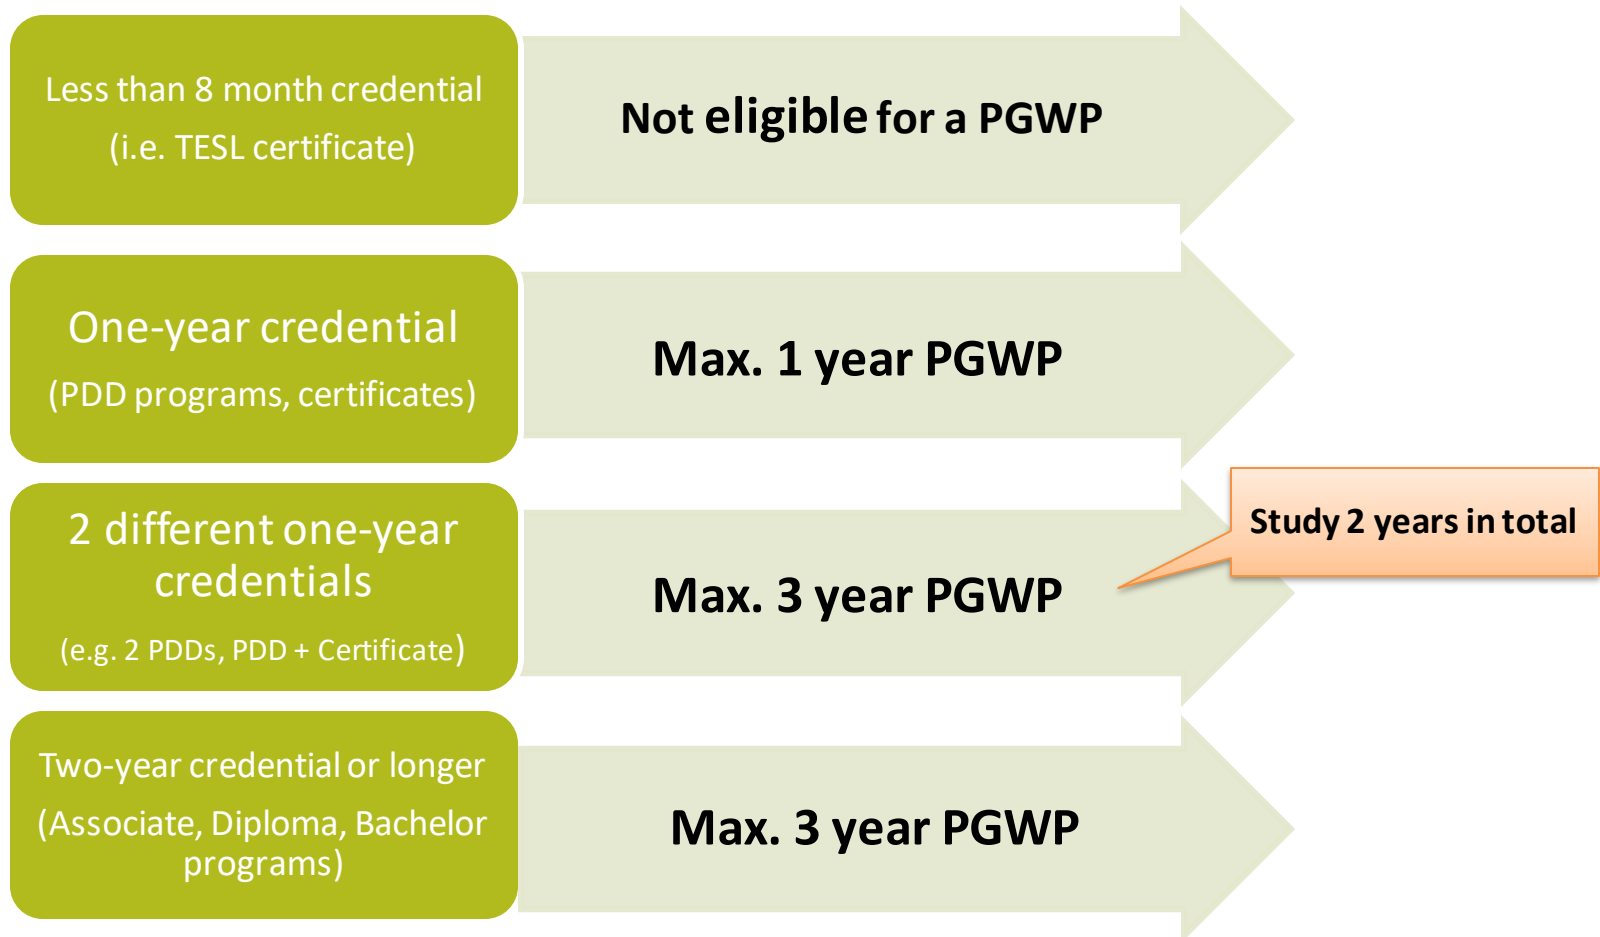 Less than 8 month credential
(i.e. TESL certificate)
Not eligible for a PGWP
One-year credential
(PDD programs, certificates)
Max. 1 year PGWP
2 different one-year
credentials
(e.g. 2 PDDs, PDD + Certificate)
Max. 3 year PGWP
Study 2 years in total
Two-year credential or longer
(Associate, Diploma, Bachelor
programs)
Max. 3 year PGWP